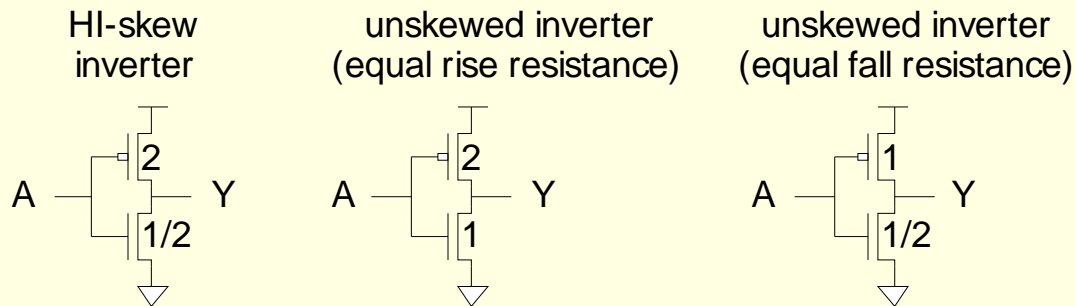 HI-skew
inverter
unskewed inverter
(equal rise resistance)
unskewed inverter
(equal fall resistance)
2
A
Y
1/2
2
A
Y
1
1
A
Y
1/2